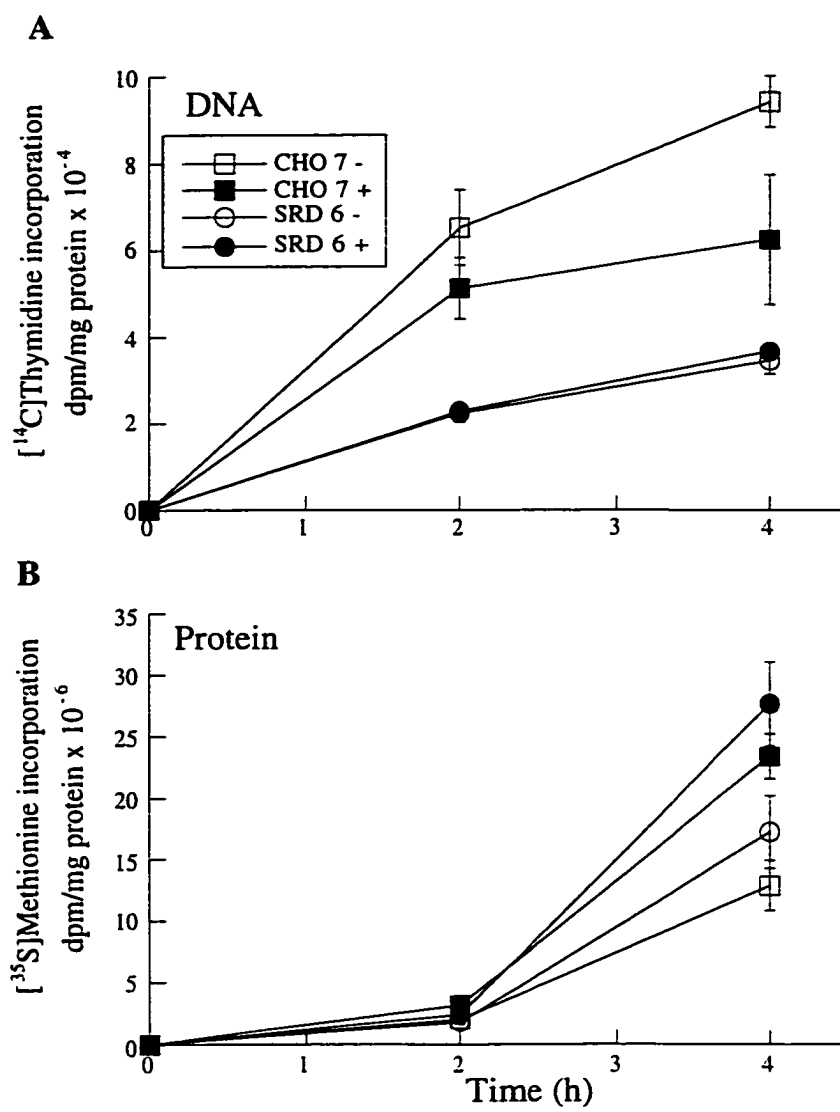 A
[¹⁴C]Thymidine incorporation
dpm/mg protein x 10⁻⁴
10
8
6
4
2
0
DNA
CHO 7 -
CHO 7 +
SRD 6 -
SRD 6 +
0 1 2 3 4
B
[³⁵S]Methionine incorporation
dpm/mg protein x 10⁻⁶
35
30
25
20
15
10
5
0
Protein
0 1 2 3 4
Time (h)